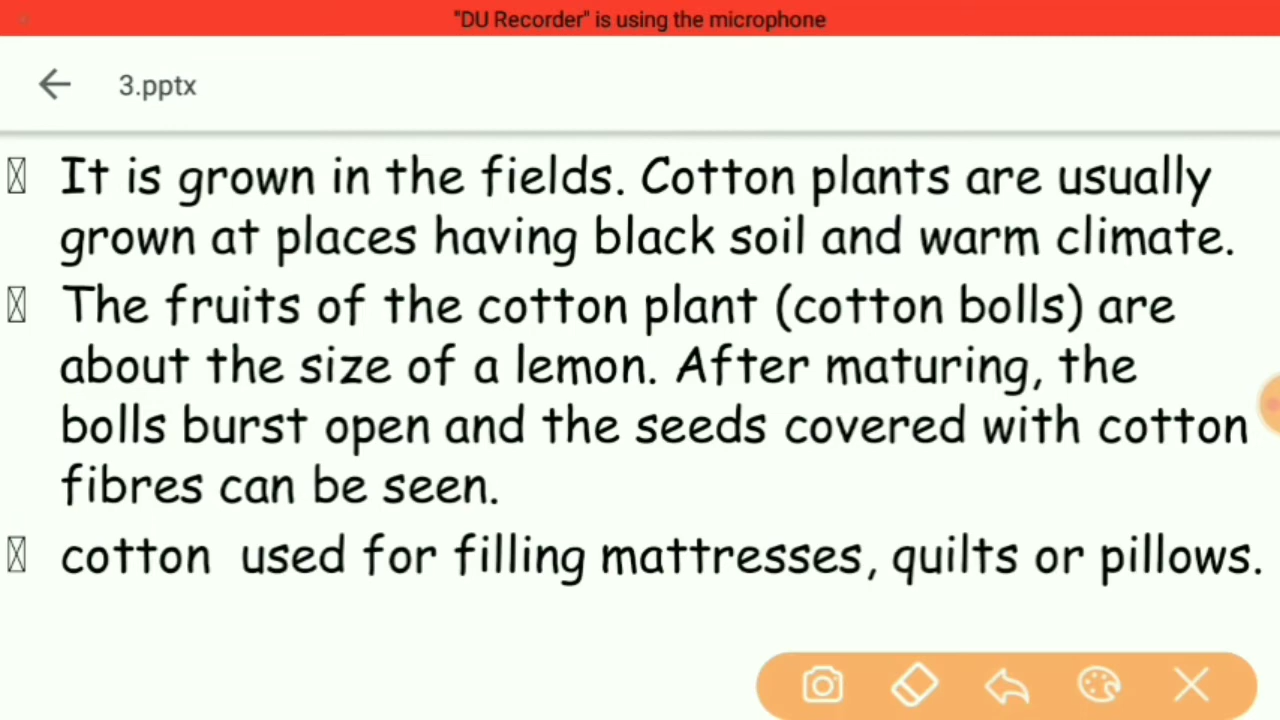 "DU Recorder" is using the microphone
3.pptx
It is grown in the fields. Cotton plants are usually
grown at places having black soil and warm climate.
The fruits of the cotton plant (cotton bolls) are
about the size of a lemon. After maturing, the
bolls burst open and the seeds covered with cotton
fibres can be seen.
cotton used for filling mattresses, quilts or pillows.